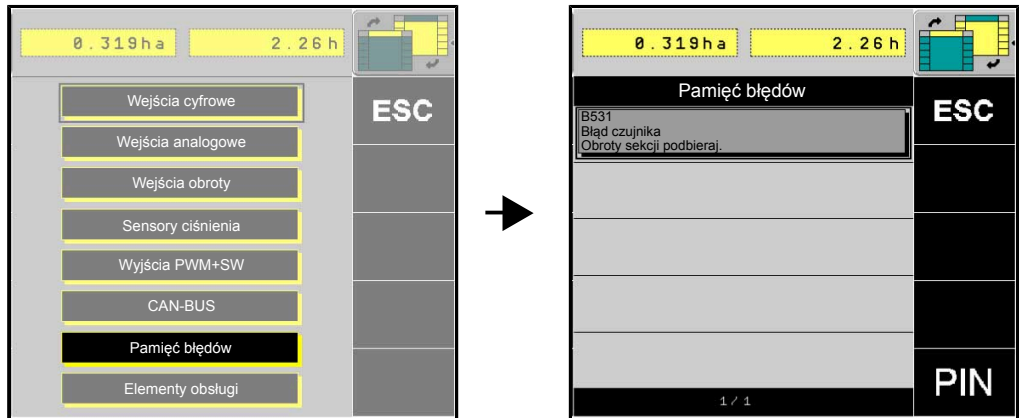 0.319ha 2.26h
ESC
Wejścia cyfrowe
Wejścia analogowe
Wejścia obroty
Sensory ciśnienia
Wyjścia PWM+SW
CAN-BUS
Pamięć błędów
Elementy obsługi
0.319ha 2.26h
Pamięć błędów
ESC
B531
Błąd czujnika
Obroty sekcji podbieraj.
1/1
PIN